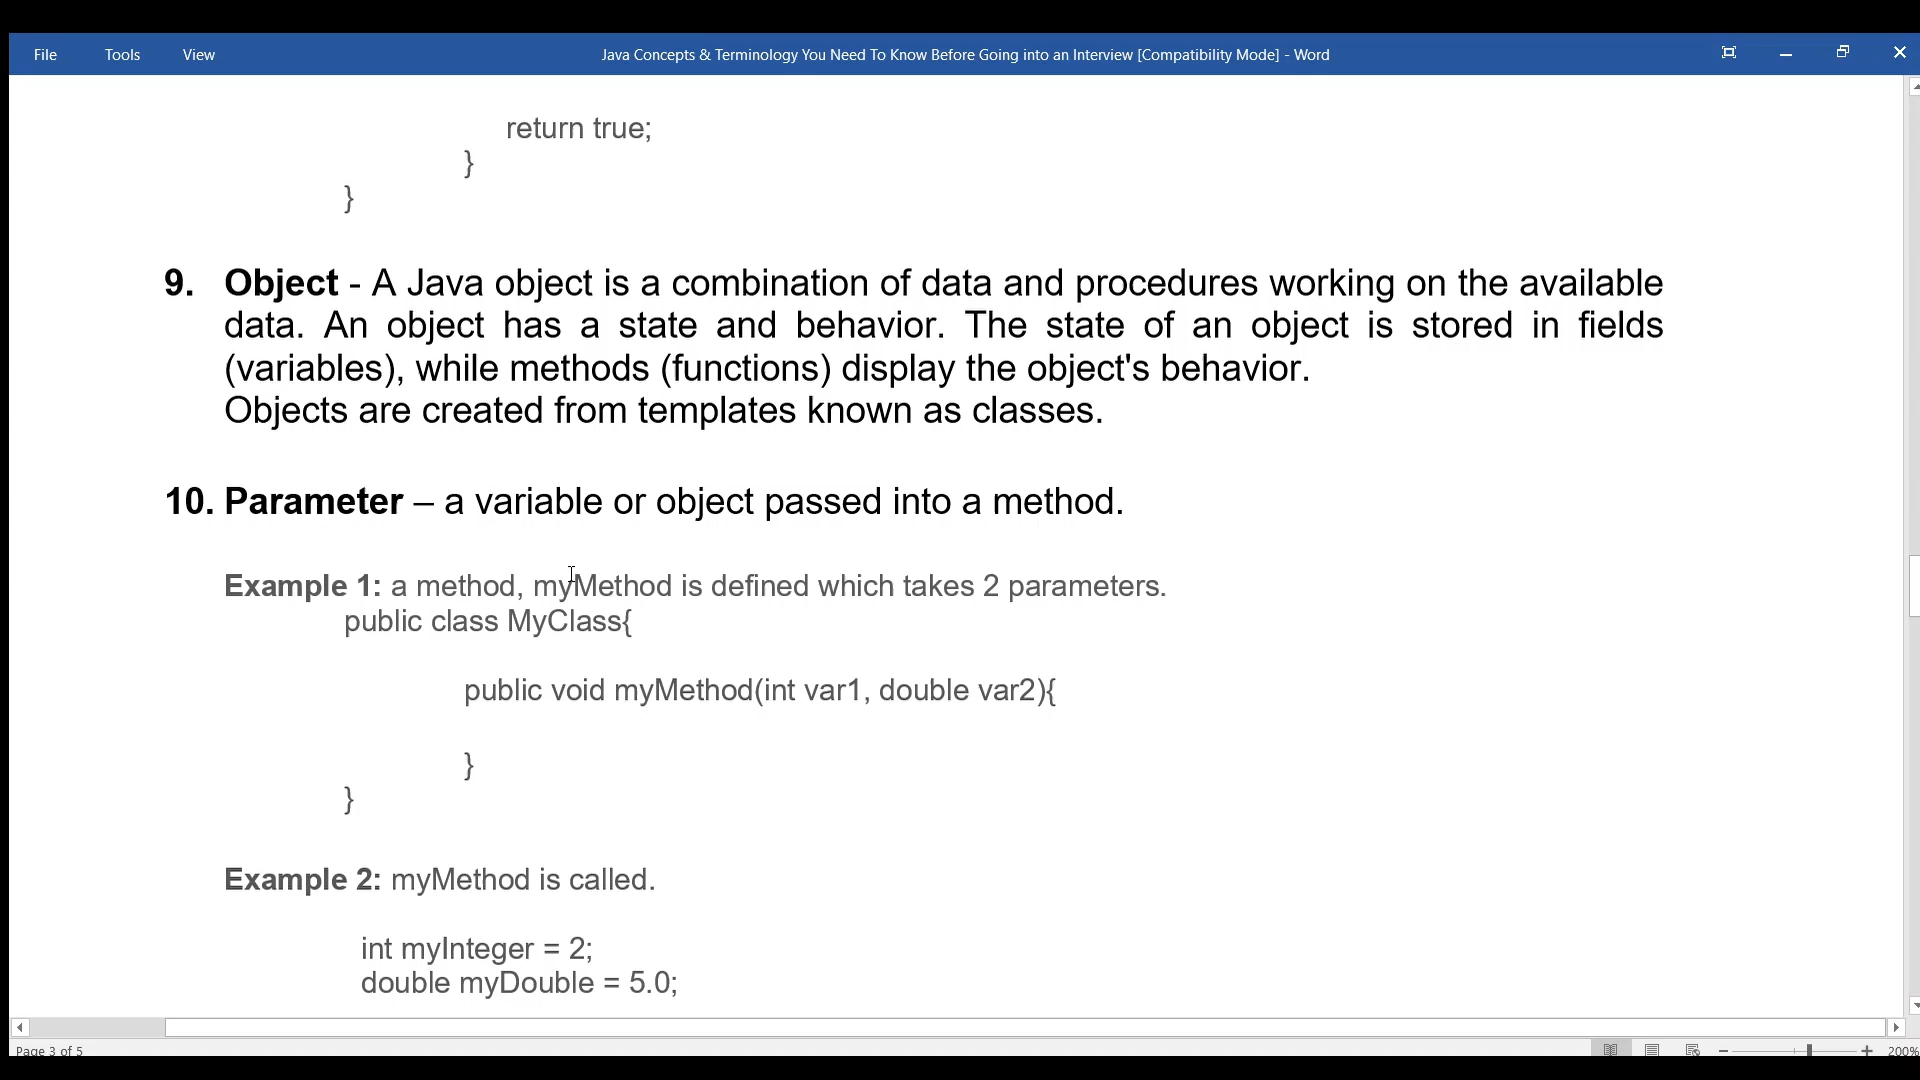 File Tools View Java Concepts & Terminology You Need To Know Before Going into an Interview [Compatibility Mode] - Word
return true;
}
}
9. Object - A Java object is a combination of data and procedures working on the available
data. An object has a state and behavior. The state of an object is stored in fields
(variables), while methods (functions) display the object's behavior.
Objects are created from templates known as classes.
10. Parameter – a variable or object passed into a method.
Example 1: a method, myMethod is defined which takes 2 parameters.
public class MyClass{
public void myMethod(int var1, double var2){
}
}
Example 2: myMethod is called.
int myInteger = 2;
double myDouble = 5.0;
Page 3 of 5 200%